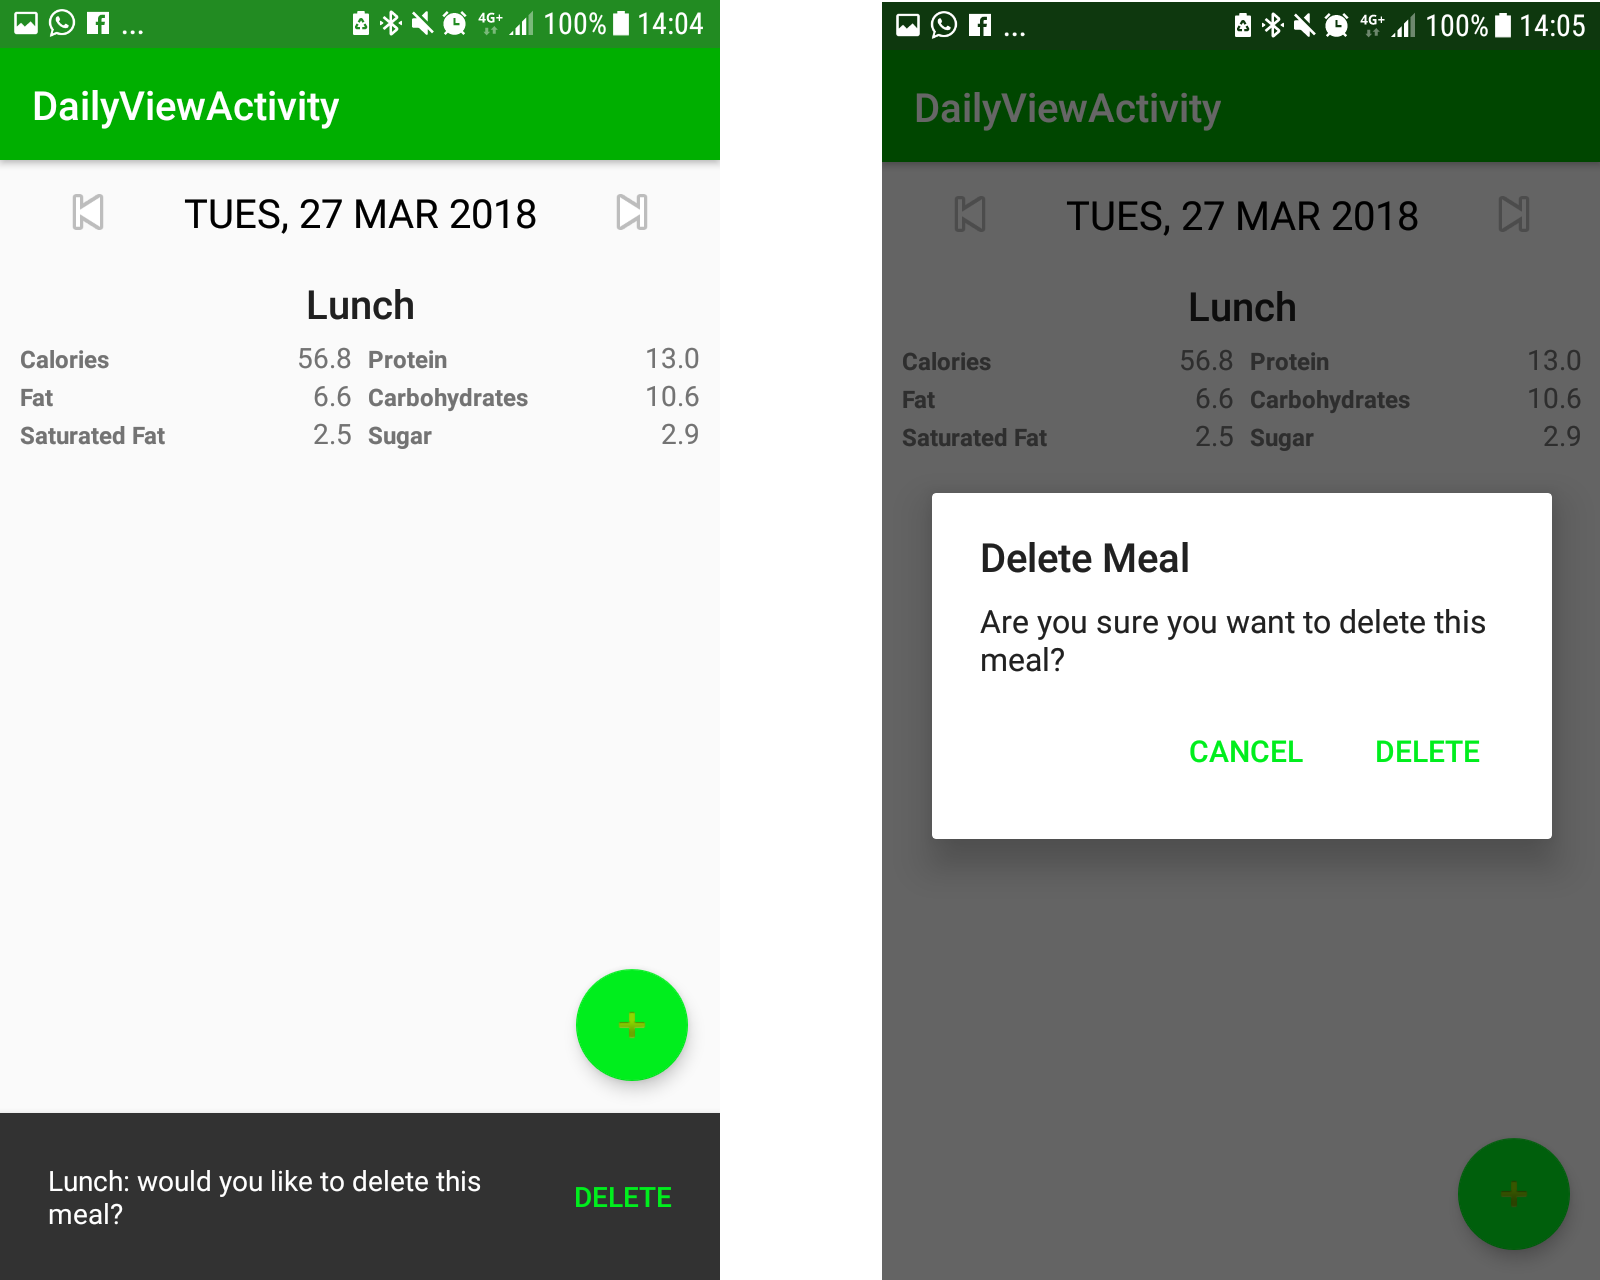 ... 4G+ 100% 14:04
DailyViewActivity
TUES, 27 MAR 2018
Lunch
Calories 56.8 Protein 13.0
Fat 6.6 Carbohydrates 10.6
Saturated Fat 2.5 Sugar 2.9
+
Lunch: would you like to delete this
meal?
DELETE
... 4G+ 100% 14:05
DailyViewActivity
TUES, 27 MAR 2018
Lunch
Calories 56.8 Protein 13.0
Fat 6.6 Carbohydrates 10.6
Saturated Fat 2.5 Sugar 2.9
Delete Meal
Are you sure you want to delete this
meal?
CANCEL DELETE
+